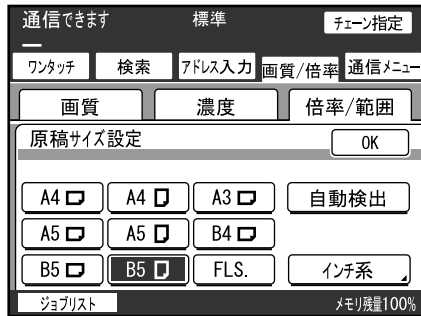 通信できます 標準 チェーン指定
ワンタッチ 検索 アドレス入力 画質/倍率 通信メニュー
画質 濃度 倍率/範囲
原稿サイズ設定 OK
A4 A4 A3 自動検出
A5 A5 B4
B5 B5 FLS. インチ系
ジョブリスト メモリ残量100%